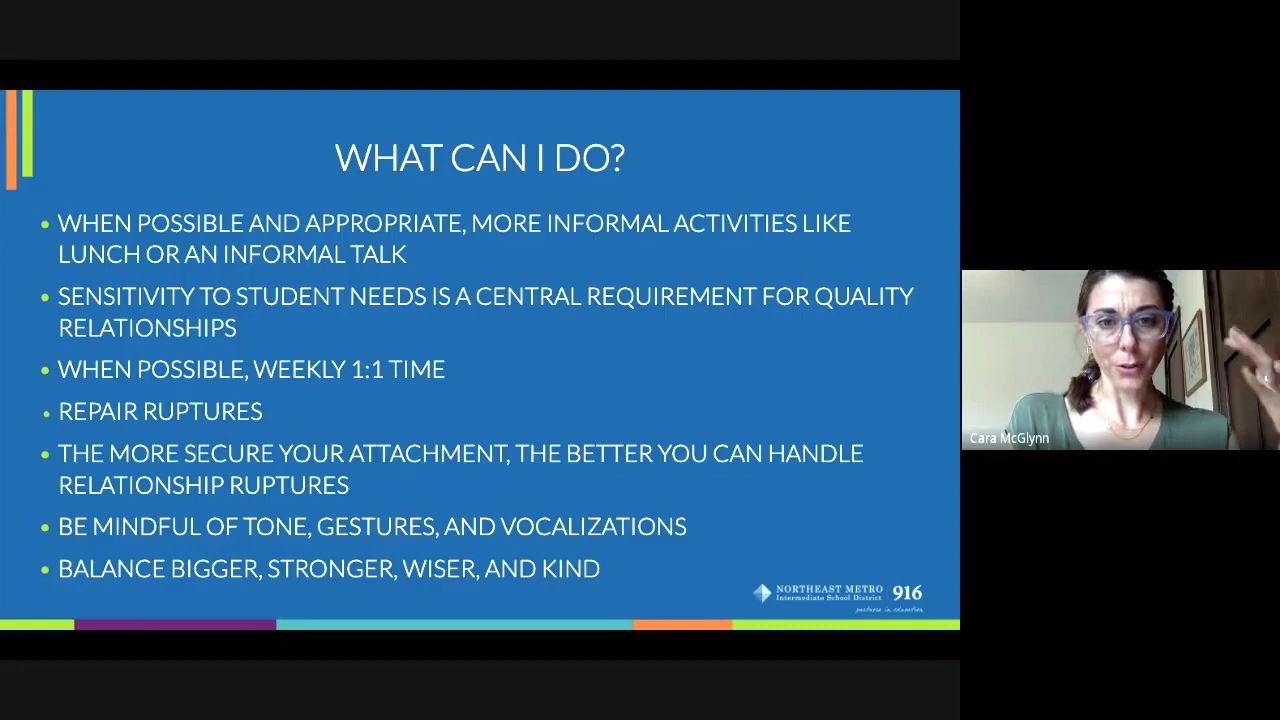 WHAT CAN I DO?
• WHEN POSSIBLE AND APPROPRIATE, MORE INFORMAL ACTIVITIES LIKE
LUNCH OR AN INFORMAL TALK
• SENSITIVITY TO STUDENT NEEDS IS A CENTRAL REQUIREMENT FOR QUALITY
RELATIONSHIPS
• WHEN POSSIBLE, WEEKLY 1:1 TIME
• REPAIR RUPTURES
• THE MORE SECURE YOUR ATTACHMENT, THE BETTER YOU CAN HANDLE
RELATIONSHIP RUPTURES
• BE MINDFUL OF TONE, GESTURES, AND VOCALIZATIONS
• BALANCE BIGGER, STRONGER, WISER, AND KIND
NORTHEAST METRO 916
Intermediate School District
partners in education
Cara McGlynn